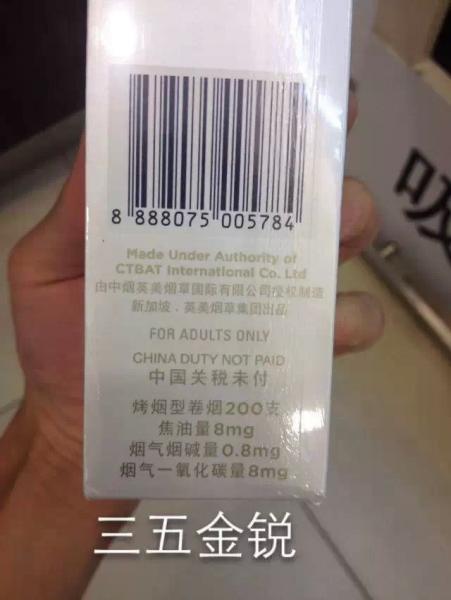 8 888075 005784
Made Under Authority of
CTBAT International Co. Ltd
由中烟英美烟草国际有限公司授权制造
新加坡．英美烟草集团出品
FOR ADULTS ONLY
CHINA DUTY NOT PAID
中国关税未付
烤烟型卷烟200支
焦油量8mg
烟气烟碱量0.8mg
烟气一氧化碳量8mg
三五金锐